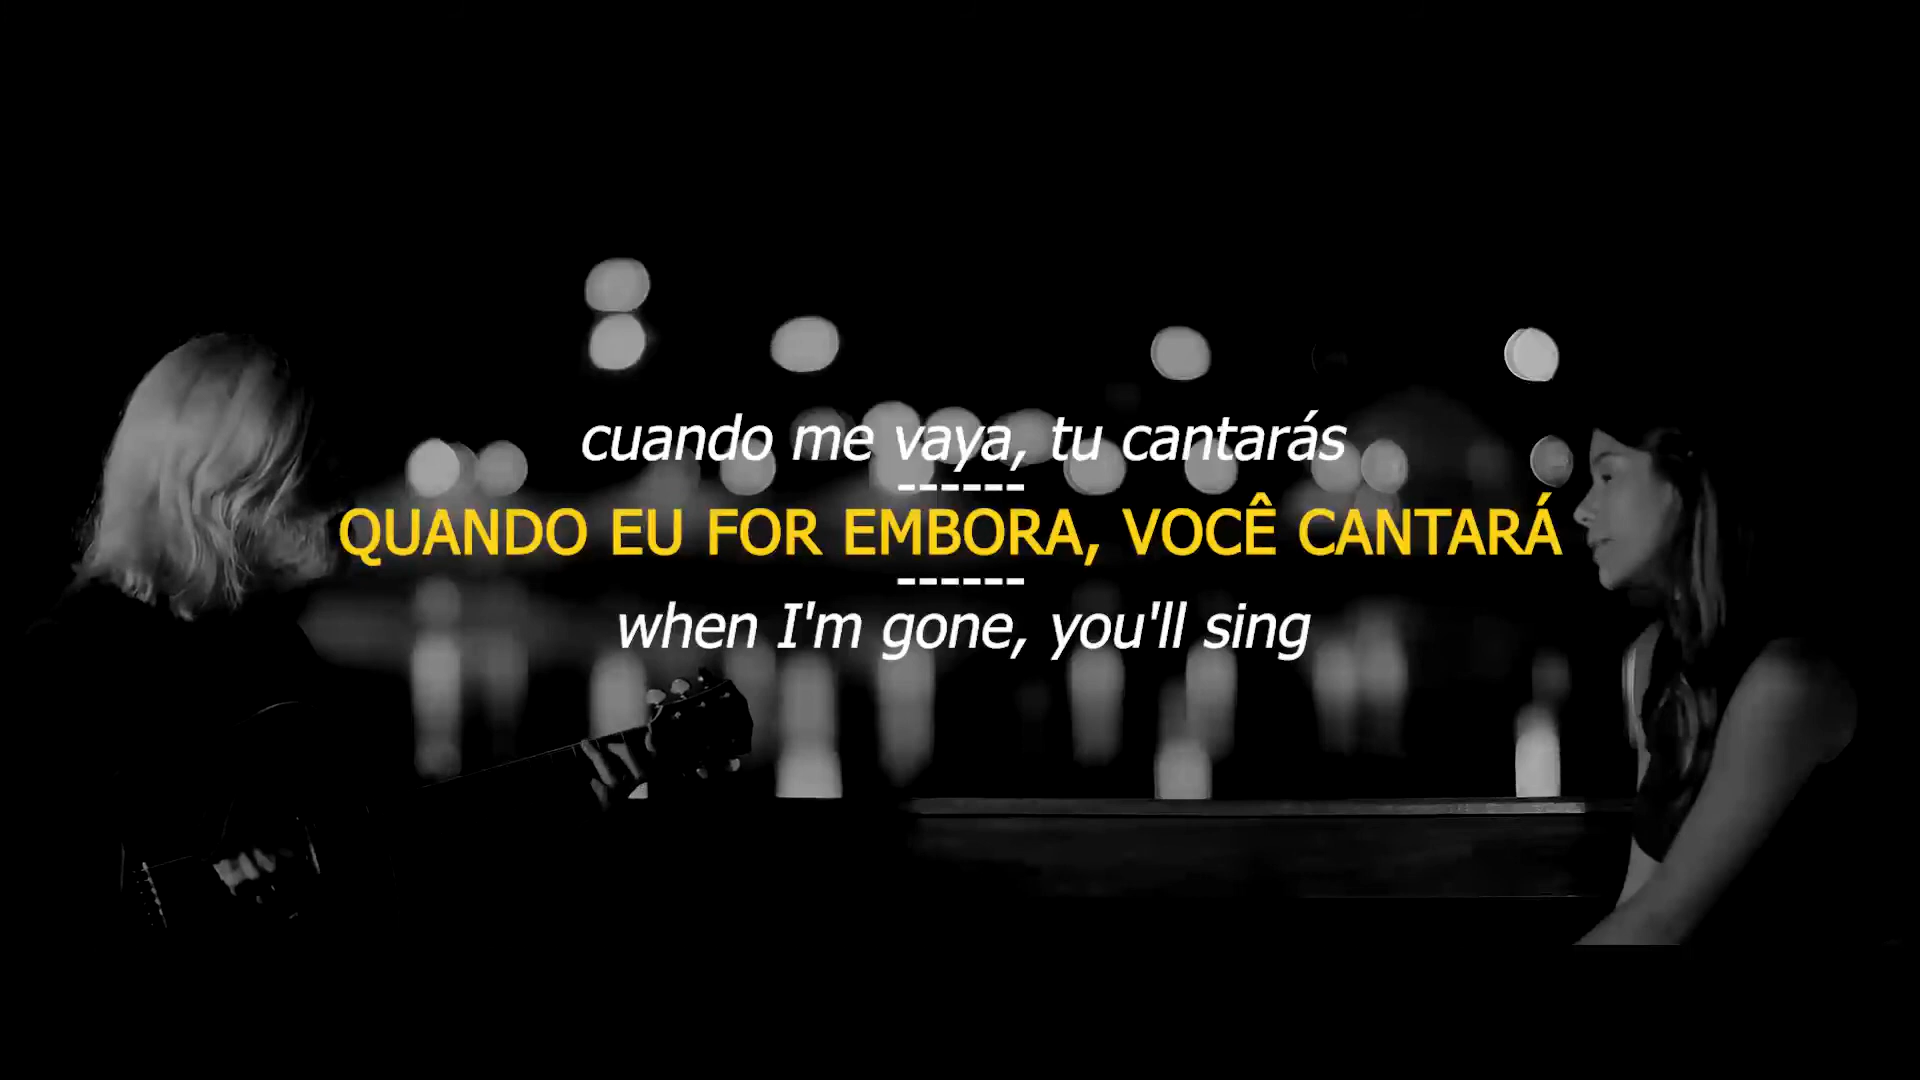 cuando me vaya, tu cantarás
------
QUANDO EU FOR EMBORA, VOCÊ CANTARÁ
------
when I'm gone, you'll sing